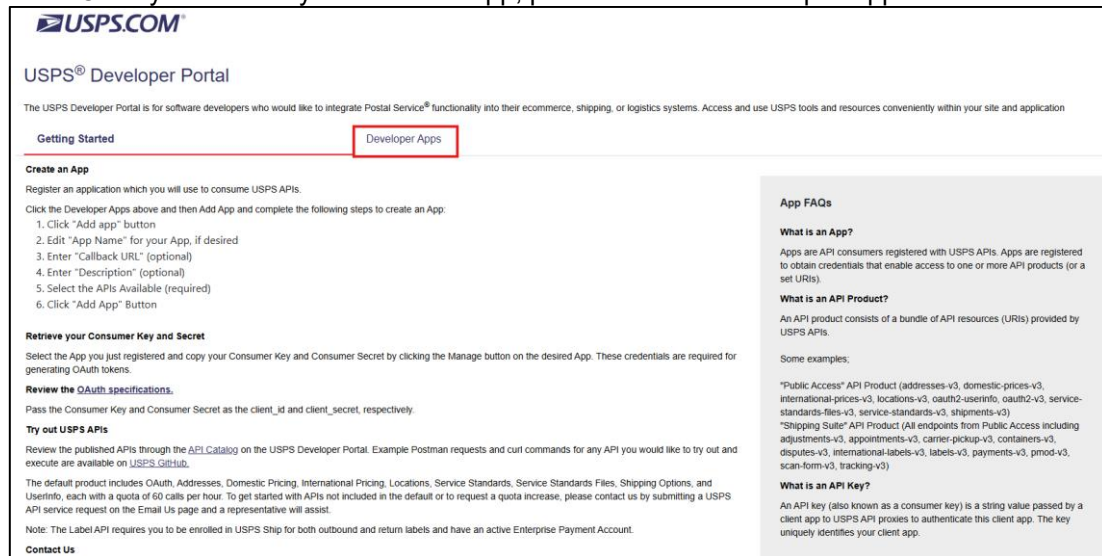 USPS.COM®
USPS® Developer Portal
The USPS Developer Portal is for software developers who would like to integrate Postal Service® functionality into their ecommerce, shipping, or logistics systems. Access and use USPS tools and resources conveniently within your site and application
Getting Started
Developer Apps
Create an App
Register an application which you will use to consume USPS APIs.
Click the Developer Apps above and then Add App and complete the following steps to create an App:
1. Click "Add app" button
2. Edit "App Name" for your App, if desired
3. Enter "Callback URL" (optional)
4. Enter "Description" (optional)
5. Select the APIs Available (required)
6. Click "Add App" Button
Retrieve your Consumer Key and Secret
Select the App you just registered and copy your Consumer Key and Consumer Secret by clicking the Manage button on the desired App. These credentials are required for
generating OAuth tokens.
Review the OAuth specifications.
Pass the Consumer Key and Consumer Secret as the client_id and client_secret, respectively.
Try out USPS APIs
Review the published APIs through the API Catalog on the USPS Developer Portal. Example Postman requests and curl commands for any API you would like to try out and
execute are available on USPS GitHub.
The default product includes OAuth, Addresses, Domestic Pricing, International Pricing, Locations, Service Standards, Service Standards Files, Shipping Options, and
UserInfo, each with a quota of 60 calls per hour. To get started with APIs not included in the default or to request a quota increase, please contact us by submitting a USPS
API service request on the Email Us page and a representative will assist.
Note: The Label API requires you to be enrolled in USPS Ship for both outbound and return labels and have an active Enterprise Payment Account.
Contact Us
App FAQs
What is an App?
Apps are API consumers registered with USPS APIs. Apps are registered
to obtain credentials that enable access to one or more API products (or a
set URIs).
What is an API Product?
An API product consists of a bundle of API resources (URIs) provided by
USPS APIs.
Some examples;
"Public Access" API Product (addresses-v3, domestic-prices-v3,
international-prices-v3, locations-v3, oauth2-userinfo, oauth2-v3, service-
standards-files-v3, service-standards-v3, shipments-v3)
"Shipping Suite" API Product (All endpoints from Public Access including
adjustments-v3, appointments-v3, carrier-pickup-v3, containers-v3,
disputes-v3, international-labels-v3, labels-v3, payments-v3, pmod-v3,
scan-form-v3, tracking-v3)
What is an API Key?
An API key (also known as a consumer key) is a string value passed by a
client app to USPS API proxies to authenticate this client app. The key
uniquely identifies your client app.